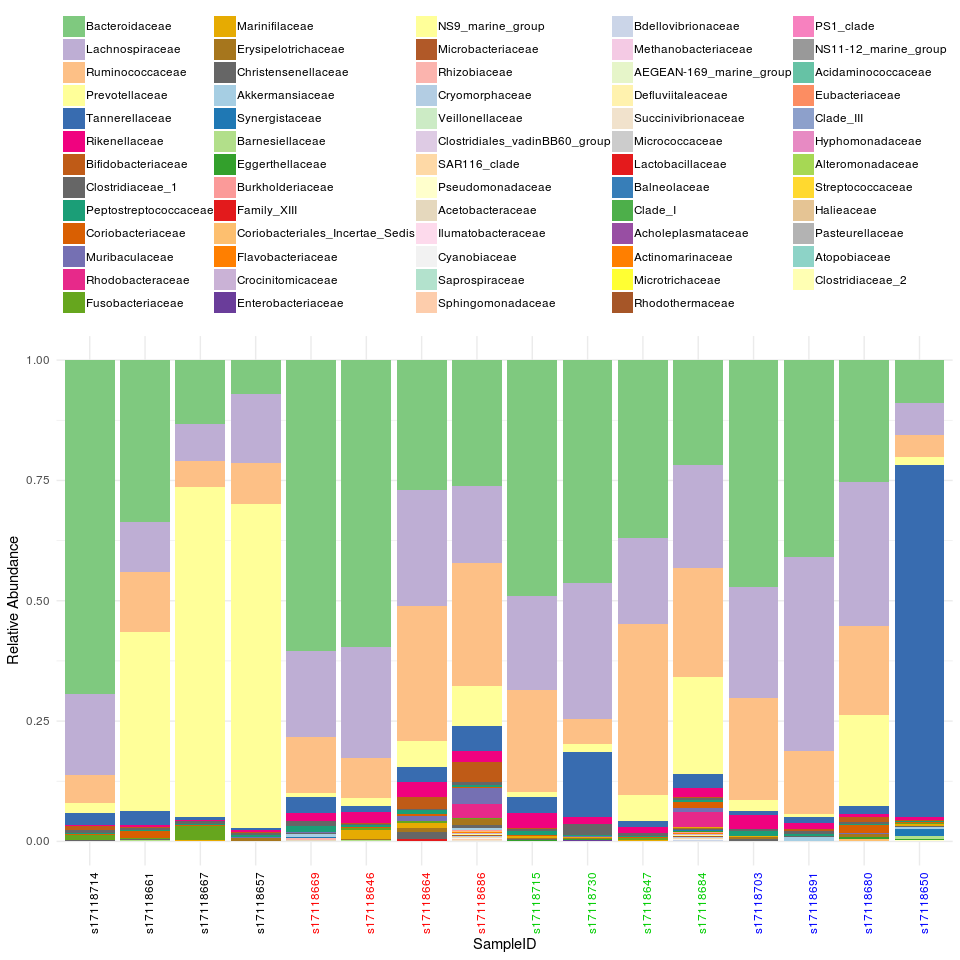 Bacteroidaceae
Lachnospiraceae
Ruminococcaceae
Prevotellaceae
Tannerellaceae
Rikenellaceae
Bifidobacteriaceae
Clostridiaceae_1
Peptostreptococcaceae
Coriobacteriaceae
Muribaculaceae
Rhodobacteraceae
Fusobacteriaceae
Marinifilaceae
Erysipelotrichaceae
Christensenellaceae
Akkermansiaceae
Synergistaceae
Barnesiellaceae
Eggerthellaceae
Burkholderiaceae
Family_XIII
Coriobacteriales_Incertae_Sedis
Flavobacteriaceae
Crocinitomicaceae
Enterobacteriaceae
NS9_marine_group
Microbacteriaceae
Rhizobiaceae
Cryomorphaceae
Veillonellaceae
Clostridiales_vadinBB60_group
SAR116_clade
Pseudomonadaceae
Acetobacteraceae
Ilumatobacteraceae
Cyanobiaceae
Saprospiraceae
Sphingomonadaceae
Bdellovibrionaceae
Methanobacteriaceae
AEGEAN-169_marine_group
Defluviitaleaceae
Succinivibrionaceae
Micrococcaceae
Lactobacillaceae
Balneolaceae
Clade_I
Acholeplasmataceae
Actinomarinaceae
Microtrichaceae
Rhodothermaceae
PS1_clade
NS11-12_marine_group
Acidaminococcaceae
Eubacteriaceae
Clade_III
Hyphomonadaceae
Alteromonadaceae
Streptococcaceae
Halieaceae
Pasteurellaceae
Atopobiaceae
Clostridiaceae_2
Relative Abundance
1.00
0.75
0.50
0.25
0.00
s17118714
s17118661
s17118667
s17118657
s17118669
s17118646
s17118664
s17118686
s17118715
s17118730
s17118647
s17118684
s17118703
s17118691
s17118680
s17118650
SampleID